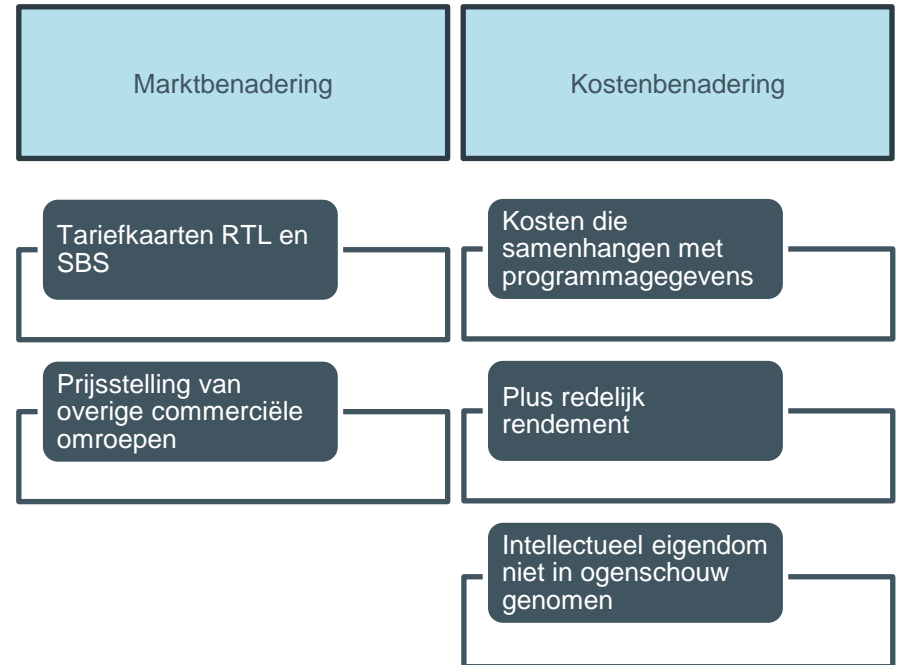 Marktbenadering
Tariefkaarten RTL en
SBS
Prijsstelling van
overige commerciële
omroepen
Kostenbenadering
Kosten die
samenhangen met
programmagegevens
Plus redelijk
rendement
Intellectueel eigendom
niet in ogenschouw
genomen